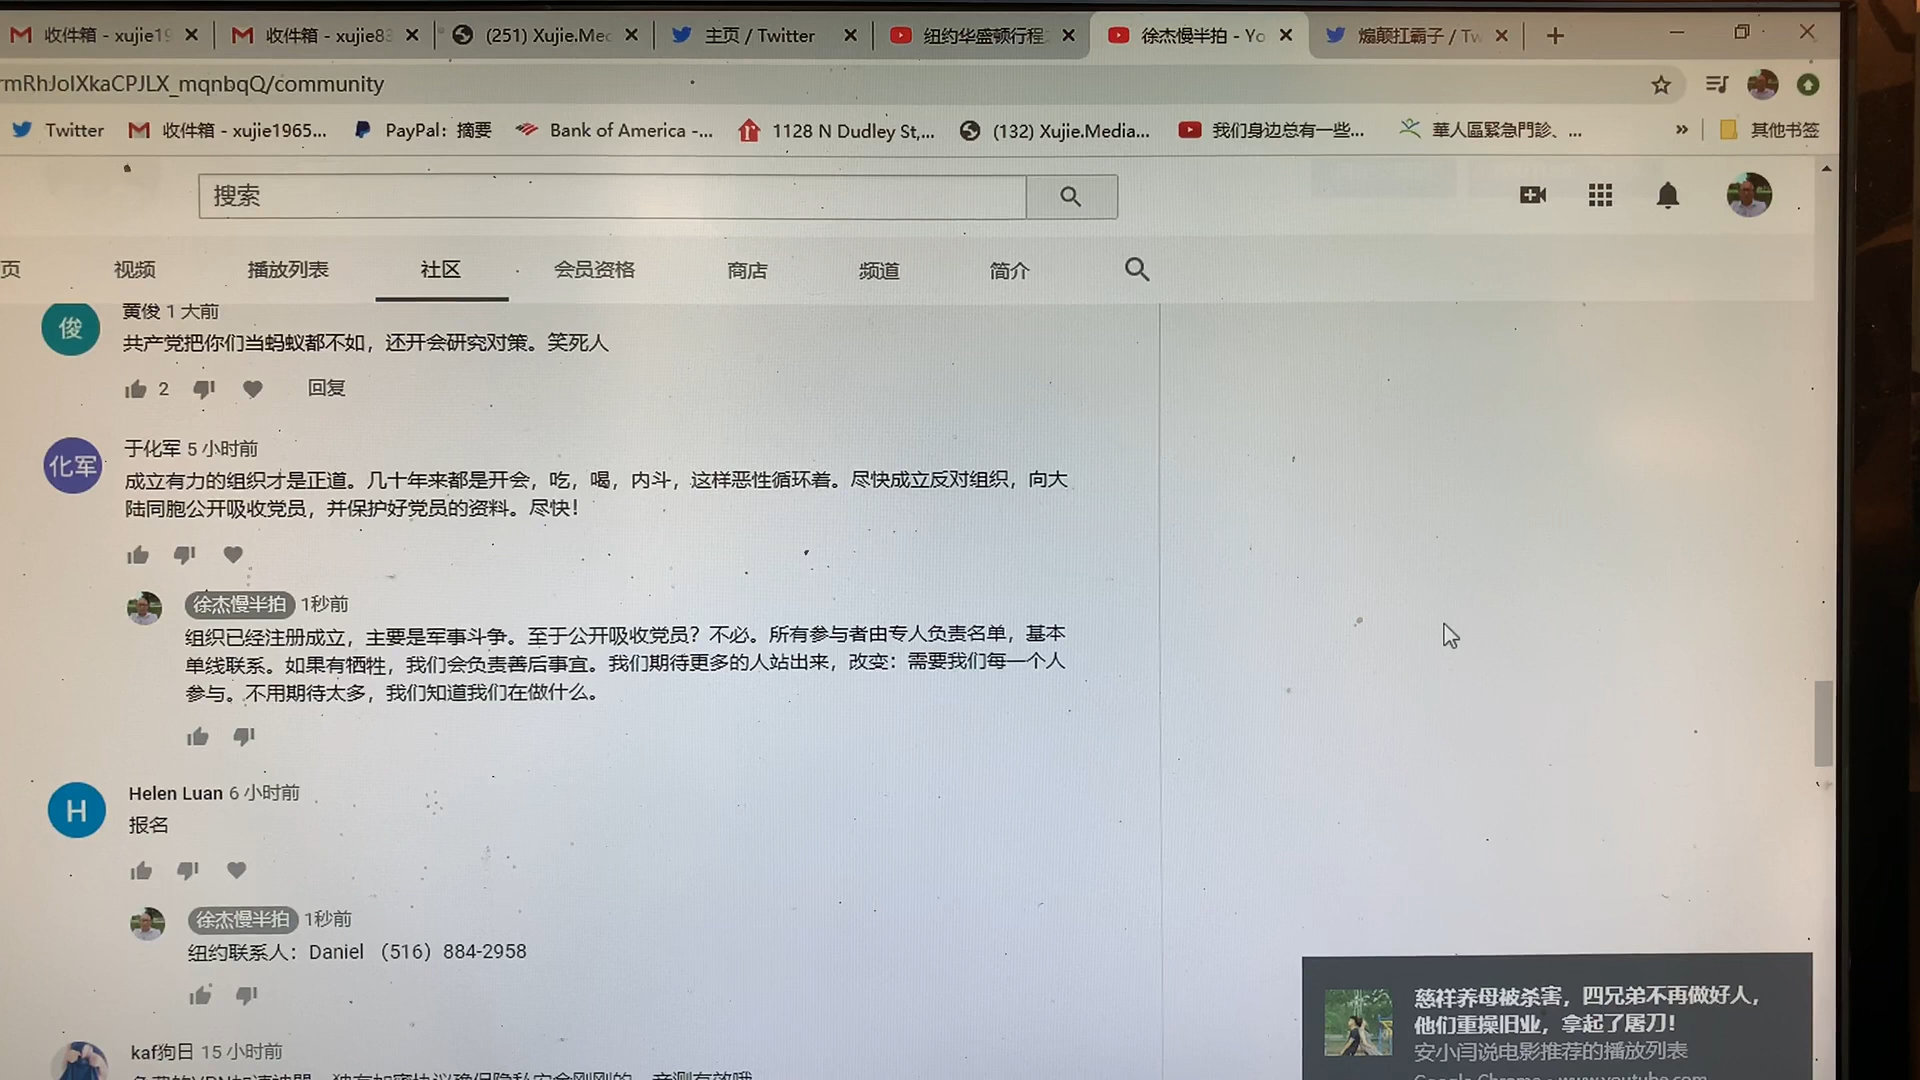 收件箱 - xujie19
收件箱 - xujie83
(251) Xujie.Med
主页 / Twitter
纽约华盛顿行程
徐杰慢半拍 - Yo
煽颠扛霸子 / Tw
rmRhJoIXkaCPJLX_mqnbqQ/community
Twitter
收件箱 - xujie1965...
PayPal: 摘要
Bank of America -...
1128 N Dudley St,...
(132) Xujie.Media...
我们身边总有一些...
華人區緊急門診、...
»
其他书签
搜索
页
视频
播放列表
社区
会员资格
商店
频道
简介
俊
黄俊 1 天前
共产党把你们当蚂蚁都不如，还开会研究对策。笑死人
2
回复
化军
于化军 5 小时前
成立有力的组织才是正道。几十年来都是开会，吃，喝，内斗，这样恶性循环着。尽快成立反对组织，向大
陆同胞公开吸收党员，并保护好党员的资料。尽快！
徐杰慢半拍 1秒前
组织已经注册成立，主要是军事斗争。至于公开吸收党员？不必。所有参与者由专人负责名单，基本
单线联系。如果有牺牲，我们会负责善后事宜。我们期待更多的人站出来，改变：需要我们每一个人
参与。不用期待太多，我们知道我们在做什么。
H
Helen Luan 6 小时前
报名
徐杰慢半拍 1秒前
纽约联系人：Daniel （516）884-2958
kaf狗日 15 小时前
慈祥养母被杀害，四兄弟不再做好人，
他们重操旧业，拿起了屠刀！
安小闫说电影推荐的播放列表
Google Chrome • www.youtube.com